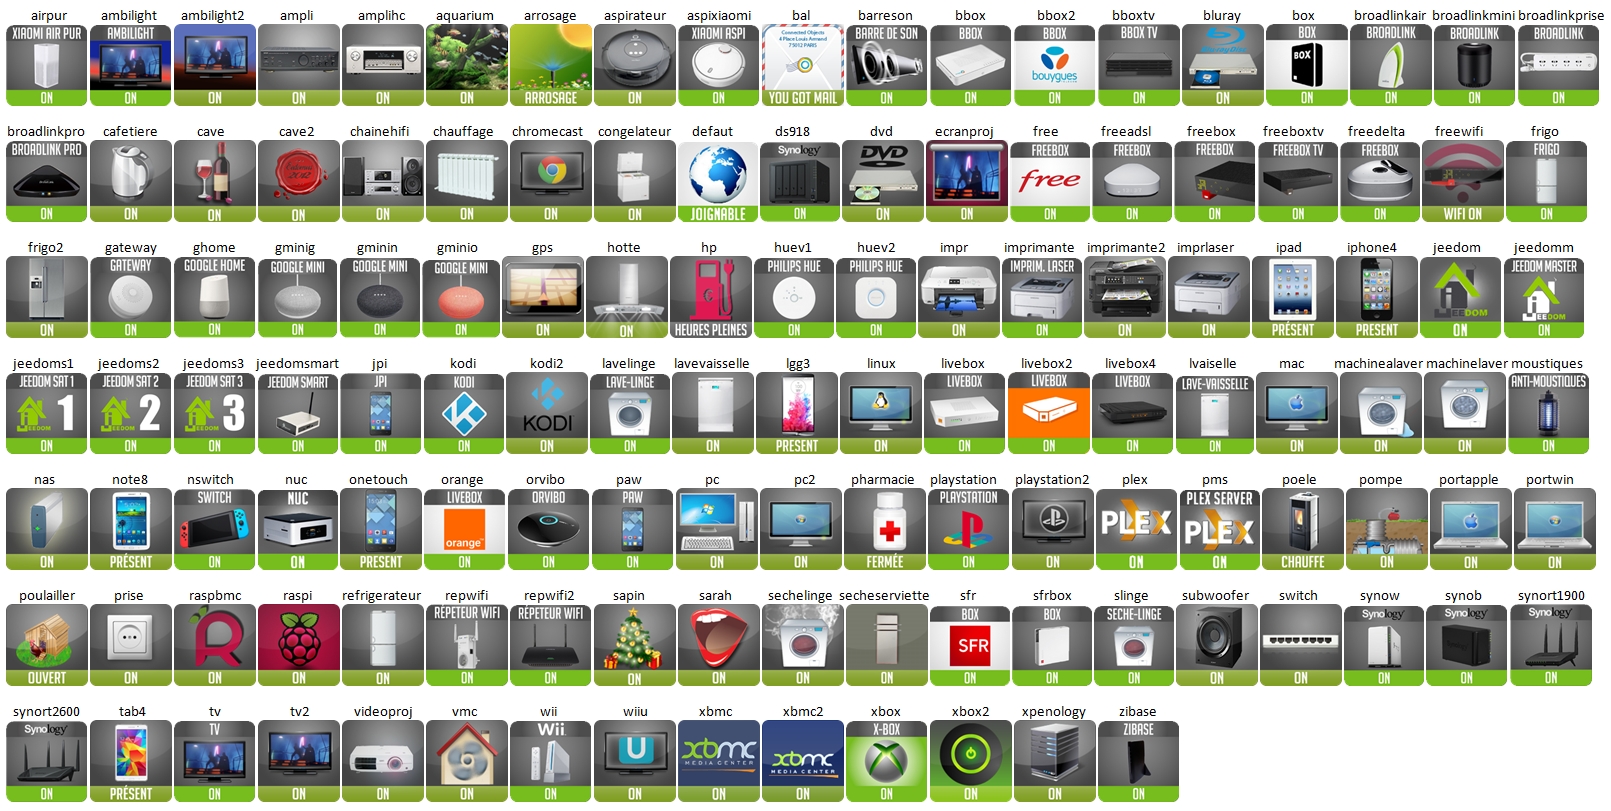 airpur ambilight ambilight2 ampli amplihc aquarium arrosage aspirateur aspixiaomi bal barreson bbox bbox2 bboxtv bluray box broadlinkair broadlinkmini broadlinkprise
XIAOMI AIR PUR AMBILIGHT XIAOMI ASPI Connected Objects 4 Place Louis Armand 75012 PARIS BARRE DE SON BBOX BBOX bouygues BBOX TV Blu-ray Disc BOX BOX BROADLINK BROADLINK BROADLINK
ON ON ON ON ON ON ARROSAGE ON ON YOU GOT MAIL ON ON ON ON ON ON ON ON ON
broadlinkpro cafetiere cave cave2 chainehifi chauffage chromecast congelateur defaut ds918 dvd ecranproj free freeadsl freebox freeboxtv freedelta freewifi frigo
BROADLINK PRO Synology DVD FREEBOX free FREEBOX FREEBOX FREEBOX TV FREEBOX FRIGO
ON ON ON ON ON ON ON ON JOIGNABLE ON ON ON ON ON ON ON ON WIFI ON ON
frigo2 gateway ghome gminig gminin gminio gps hotte hp huev1 huev2 impr imprimante imprimante2 imprlaser ipad iphone4 jeedom jeedomm
GATEWAY GOOGLE HOME GOOGLE MINI GOOGLE MINI GOOGLE MINI PHILIPS HUE PHILIPS HUE IMPRIM. LASER JEEDOM JEEDOM MASTER JEEDOM
ON ON ON ON ON ON ON ON HEURES PLEINES ON ON ON ON ON ON PRÉSENT PRESENT ON ON
jeedoms1 jeedoms2 jeedoms3 jeedomsmart jpi kodi kodi2 lavelinge lavevaisselle lgg3 linux livebox livebox2 livebox4 lvaiselle mac machinealaver machinelaver moustiques
JEEDOM SAT 1 JEEDOM 1 JEEDOM SAT 2 JEEDOM 2 JEEDOM SAT 3 JEEDOM 3 JEEDOM SMART JPI KODI KODI LAVE-LINGE LIVEBOX LIVEBOX LIVEBOX LAVE-VAISSELLE ANTI-MOUSTIQUES
ON ON ON ON ON ON ON ON ON PRESENT ON ON ON ON ON ON ON ON ON
nas note8 nswitch nuc onetouch orange orvibo paw pc pc2 pharmacie playstation playstation2 plex pms poele pompe portapple portwin
SWITCH NUC LIVEBOX orange ORVIBO PAW PLAYSTATION PLEX PLEX SERVER PLEX
ON PRÉSENT ON ON PRESENT ON ON ON ON ON FERMÉE ON ON ON ON CHAUFFE ON ON ON
poulailler prise raspbmc raspi refrigerateur repwifi repwifi2 sapin sarah sechelinge secheserviette sfr sfrbox slinge subwoofer switch synow synob synort1900
RÉPETEUR WIFI RÉPETEUR WIFI BOX SFR BOX SECHE-LINGE Synology Synology Synology
OUVERT ON ON ON ON ON ON ON ON ON ON ON ON ON ON ON ON ON ON
synort2600 tab4 tv tv2 videoproj vmc wii wiiu xbmc xbmc2 xbox xbox2 xpenology zibase
Synology TV Wii U xbmc MEDIA CENTER xbmc MEDIA CENTER X-BOX ZIBASE
ON PRÉSENT ON ON ON ON ON ON ON ON ON ON ON ON